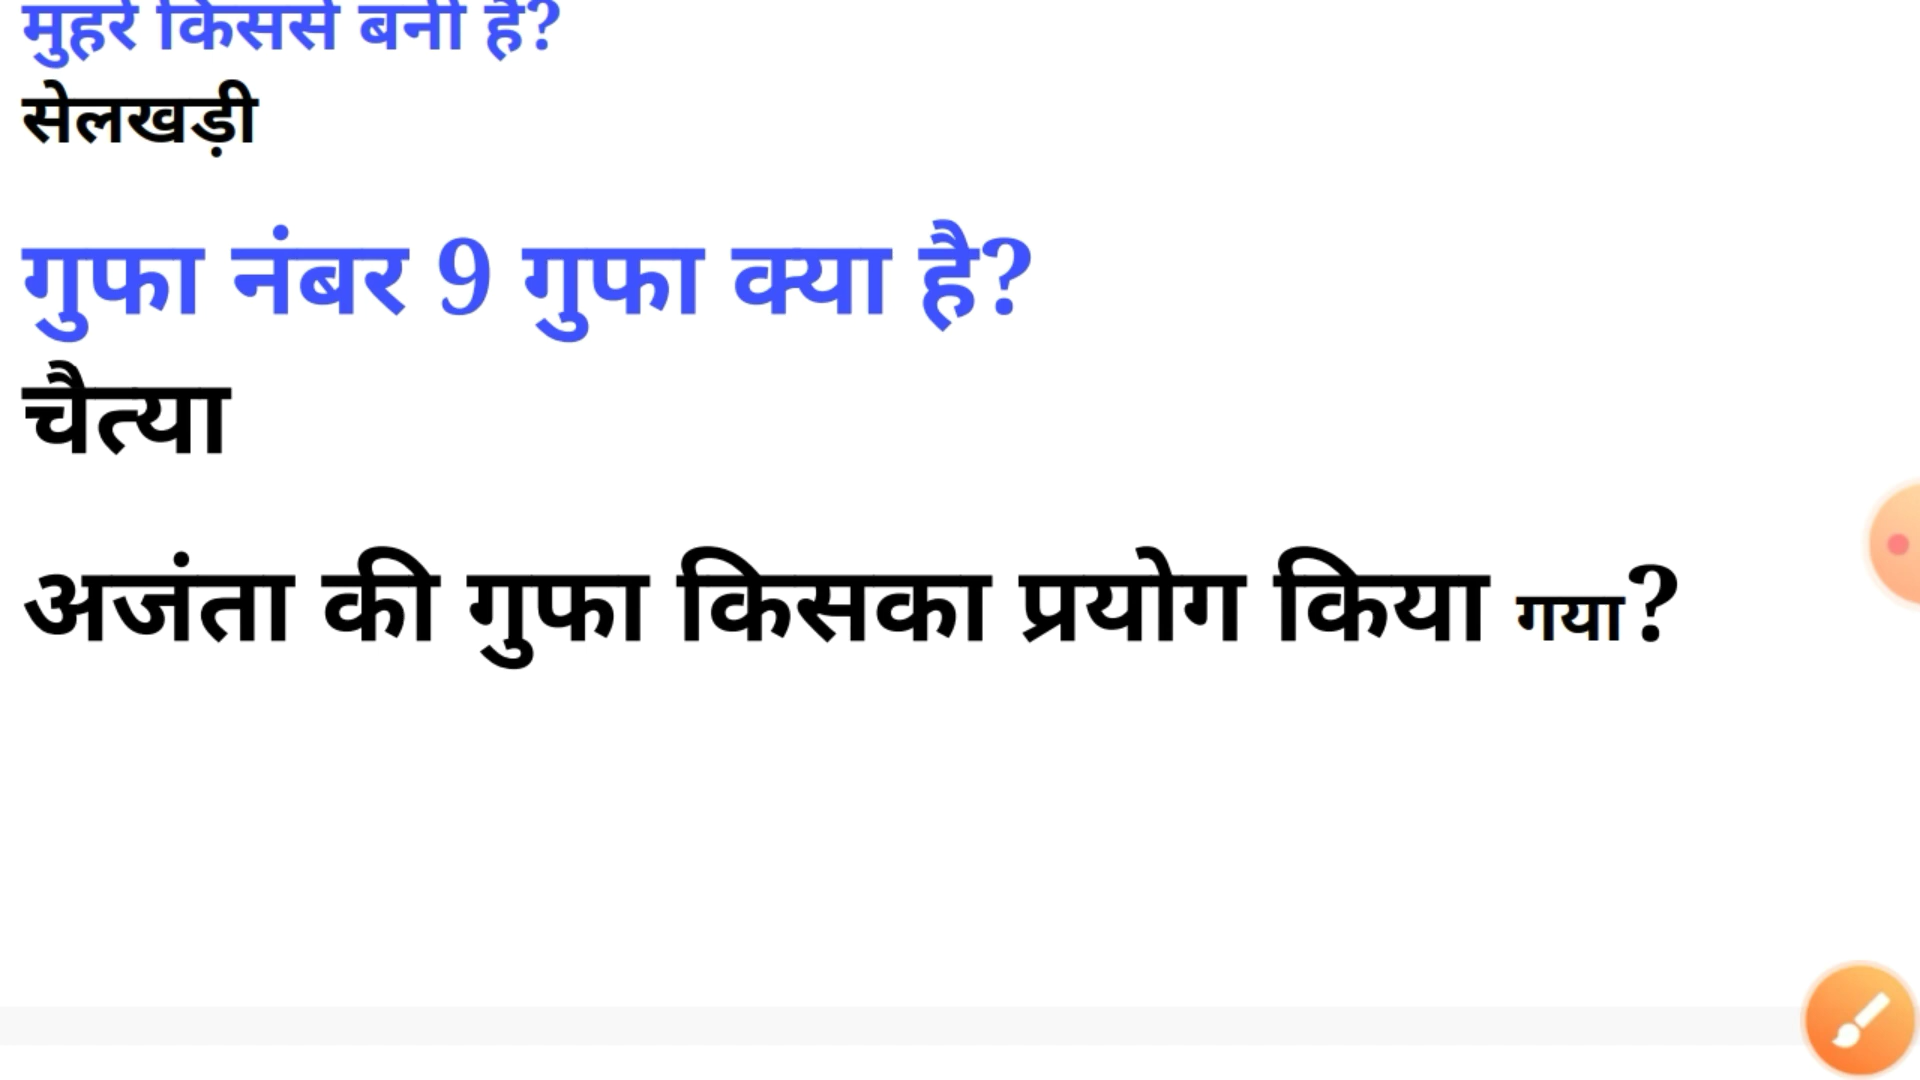 मुहरे किससे बनी है?
सेलखड़ी
गुफा नंबर 9 गुफा क्या है?
चैत्या
अजंता की गुफा किसका प्रयोग किया गया?